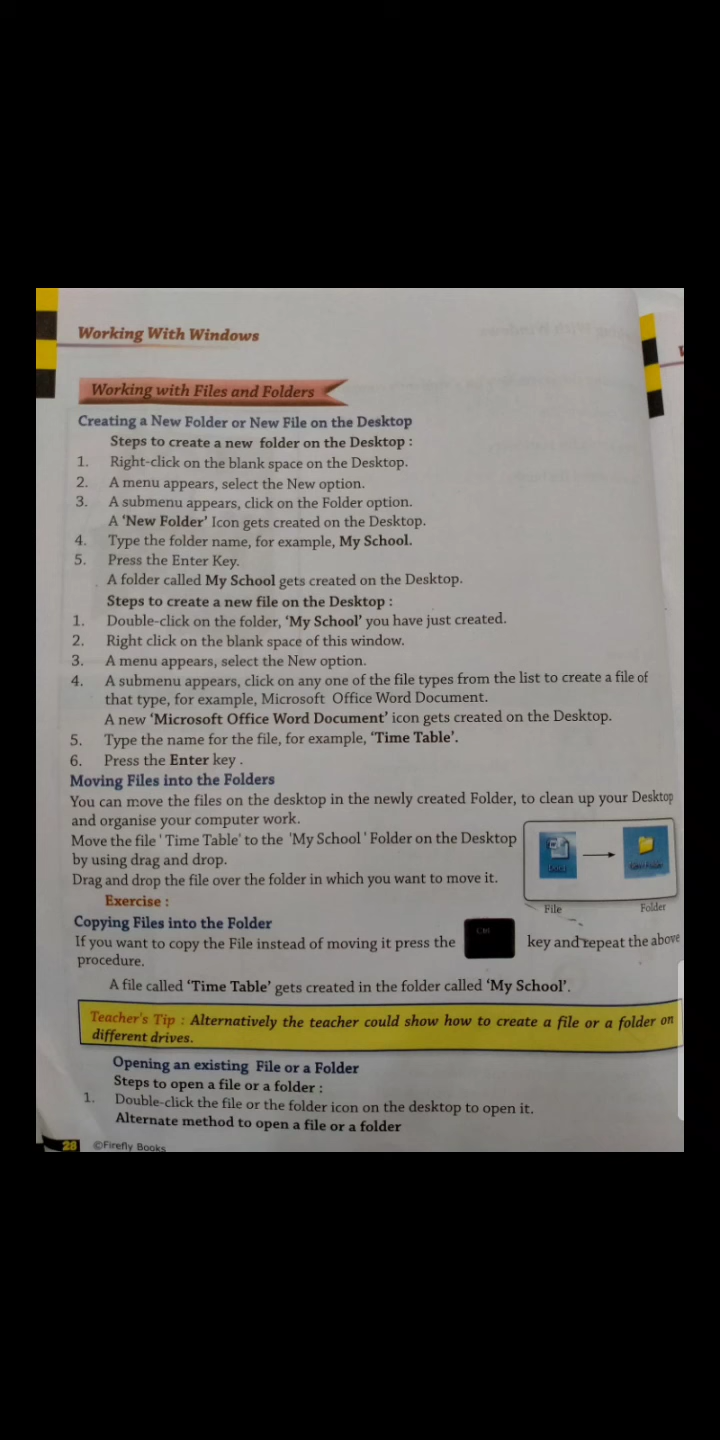 Working With Windows
Working with Files and Folders
Creating a New Folder or New File on the Desktop
Steps to create a new folder on the Desktop :
1. Right-click on the blank space on the Desktop.
2. A menu appears, select the New option.
3. A submenu appears, click on the Folder option.
A ‘New Folder’ Icon gets created on the Desktop.
4. Type the folder name, for example, My School.
5. Press the Enter Key.
A folder called My School gets created on the Desktop.
Steps to create a new file on the Desktop :
1. Double-click on the folder, ‘My School’ you have just created.
2. Right click on the blank space of this window.
3. A menu appears, select the New option.
4. A submenu appears, click on any one of the file types from the list to create a file of
that type, for example, Microsoft Office Word Document.
A new ‘Microsoft Office Word Document’ icon gets created on the Desktop.
5. Type the name for the file, for example, ‘Time Table’.
6. Press the Enter key .
Moving Files into the Folders
You can move the files on the desktop in the newly created Folder, to clean up your Desktop
and organise your computer work.
Move the file ' Time Table' to the 'My School ' Folder on the Desktop
by using drag and drop.
Drag and drop the file over the folder in which you want to move it.
File Folder
Exercise :
Copying Files into the Folder
If you want to copy the File instead of moving it press the Ctrl key and repeat the above
procedure.
A file called ‘Time Table’ gets created in the folder called ‘My School’.
Teacher's Tip : Alternatively the teacher could show how to create a file or a folder on
different drives.
Opening an existing File or a Folder
Steps to open a file or a folder :
1. Double-click the file or the folder icon on the desktop to open it.
Alternate method to open a file or a folder
28 ©Firefly Books